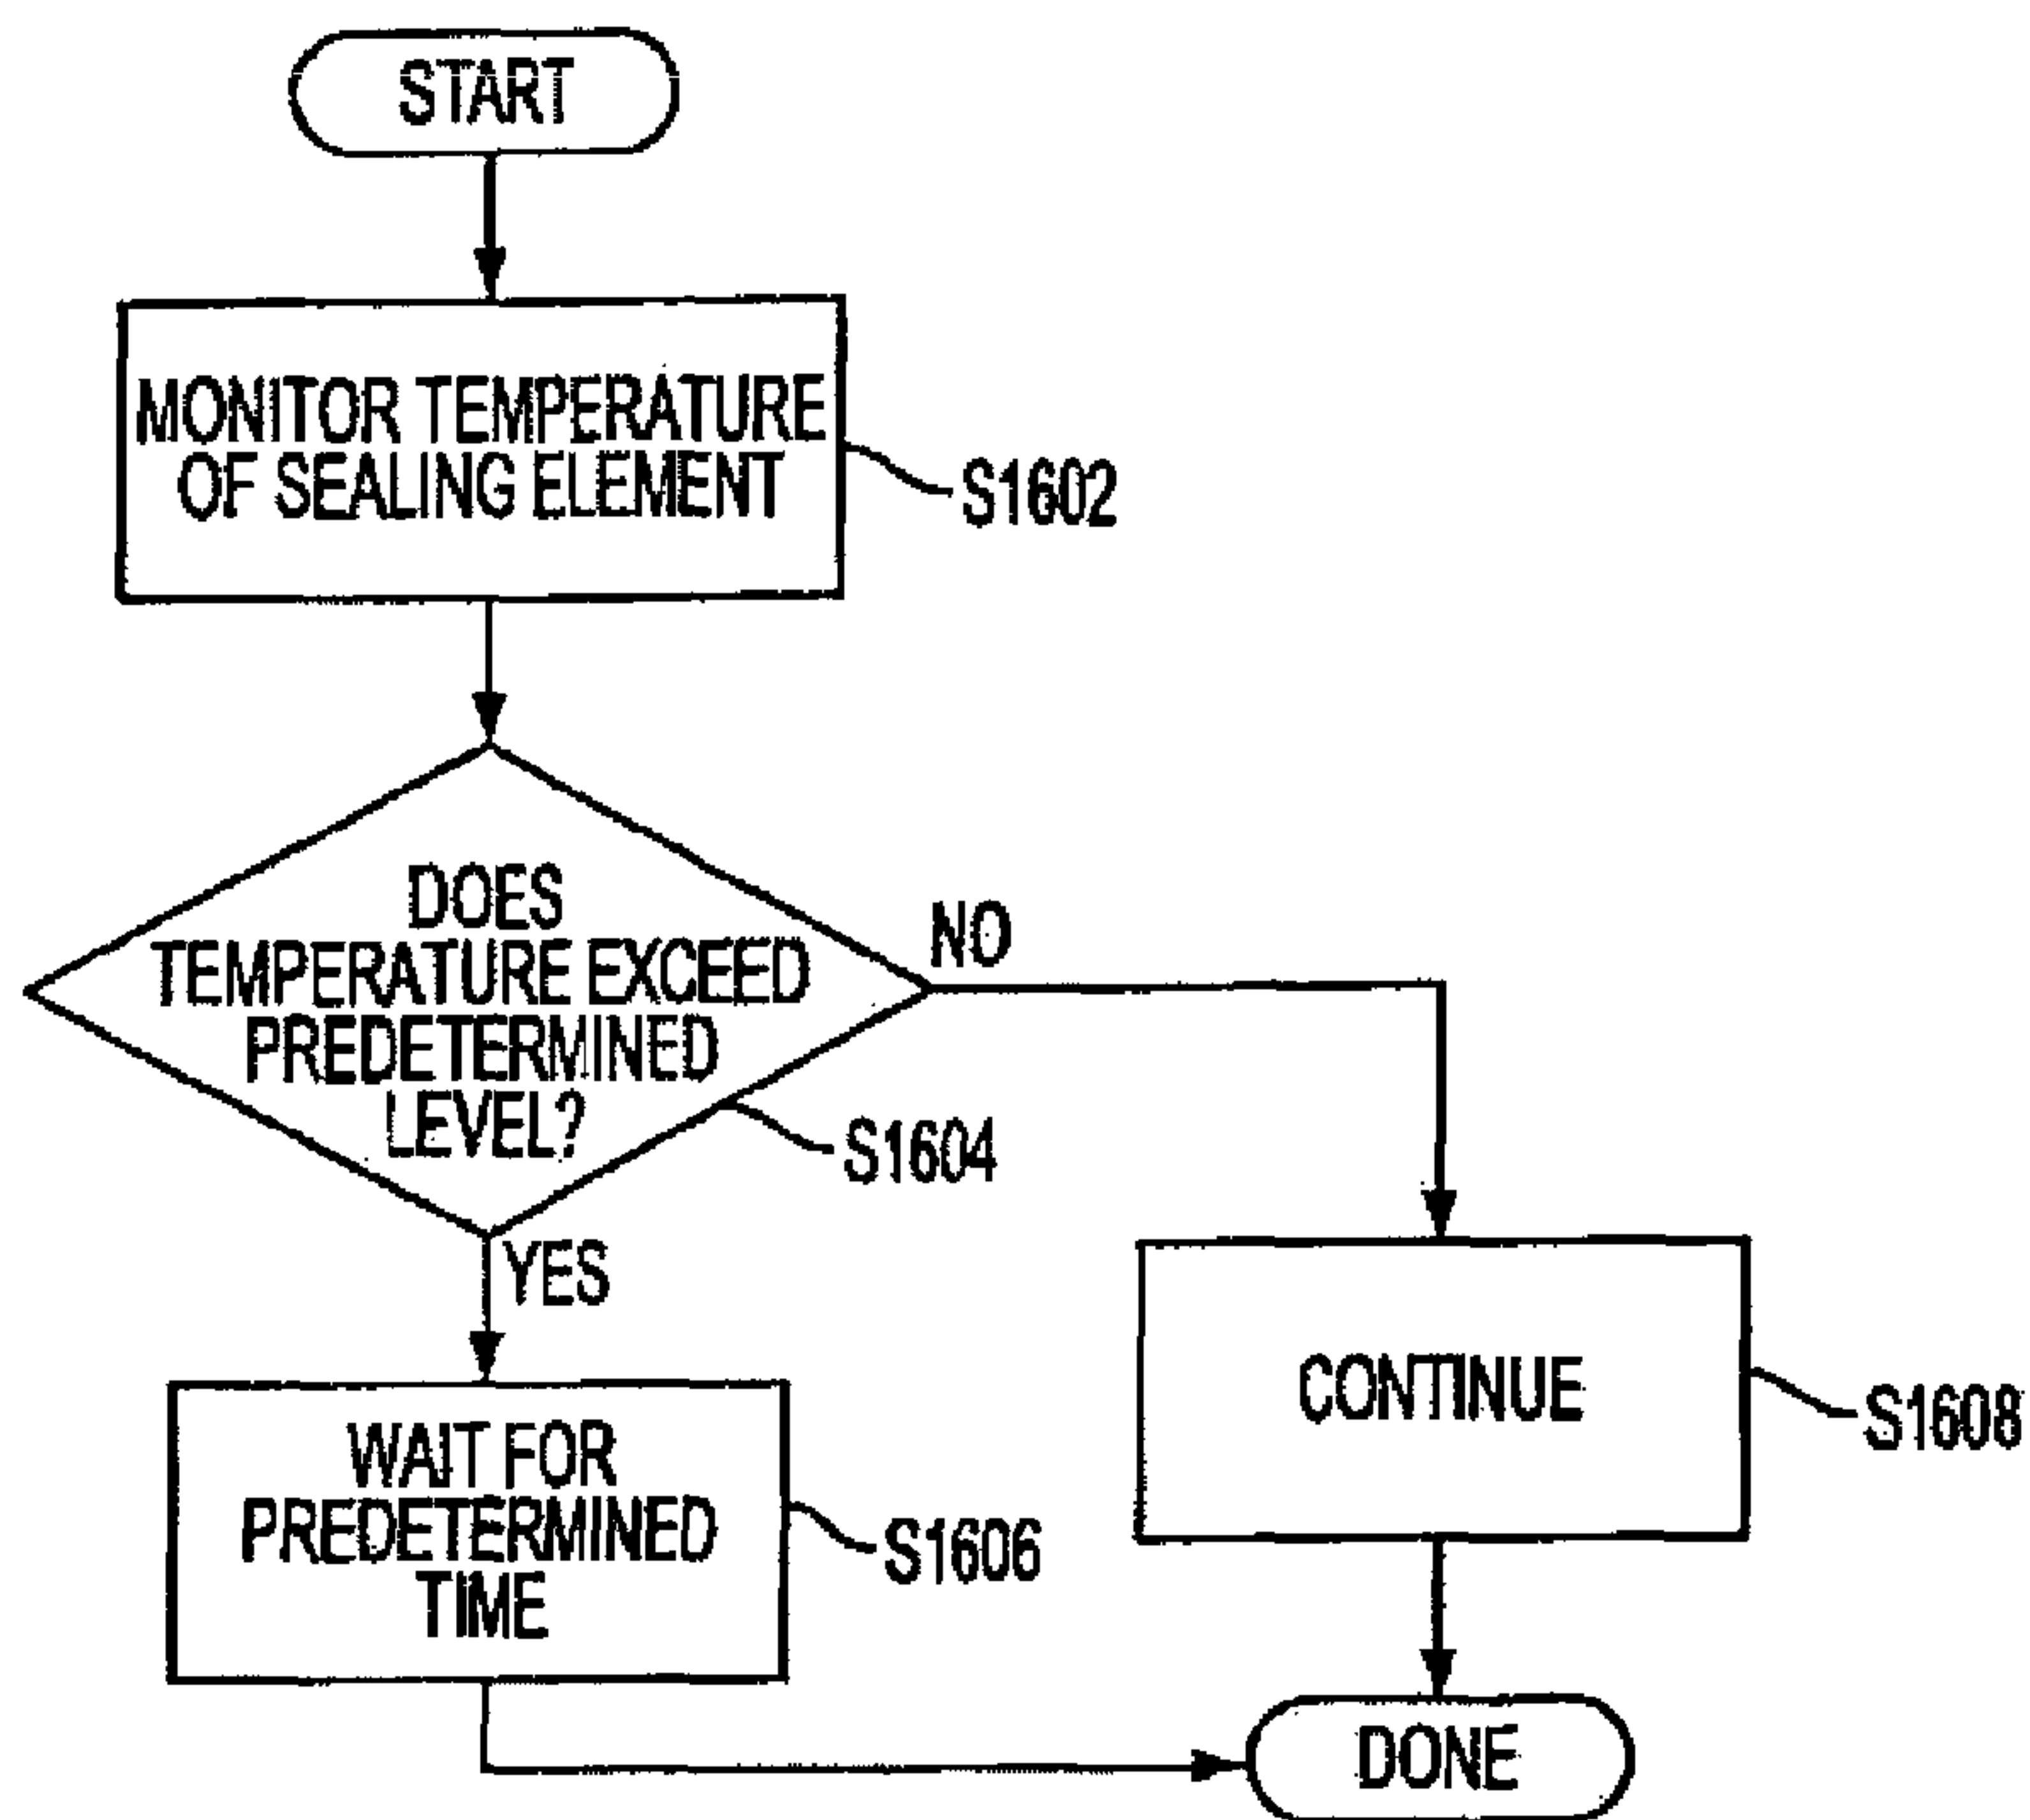 START
MONITOR TEMPERATURE
OF SEALING ELEMENT
S1602
DOES
TEMPERATURE EXCEED
PREDETERMINED
LEVEL?
NO
S1604
YES
WAIT FOR
PREDETERMINED
TIME
S1606
CONTINUE
S1608
DONE